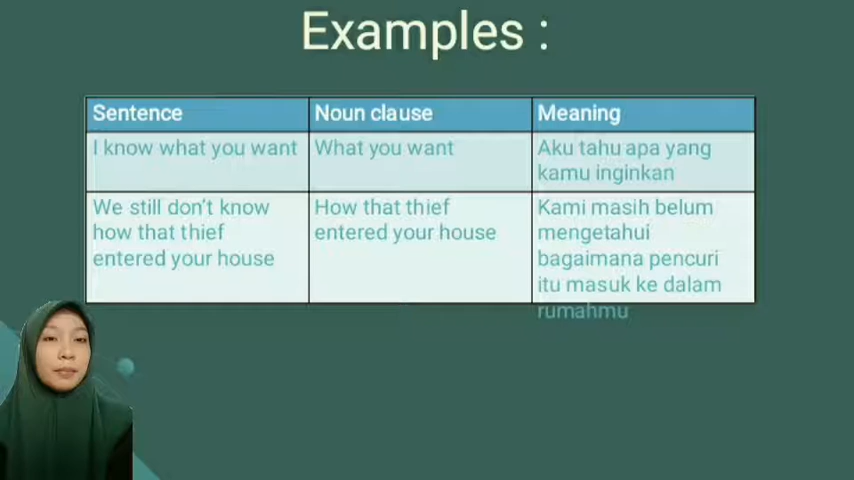 Examples :
Sentence
Noun clause
Meaning
I know what you want
What you want
Aku tahu apa yang
kamu inginkan
We still don't know
how that thief
entered your house
How that thief
entered your house
Kami masih belum
mengetahui
bagaimana pencuri
itu masuk ke dalam
rumahmu